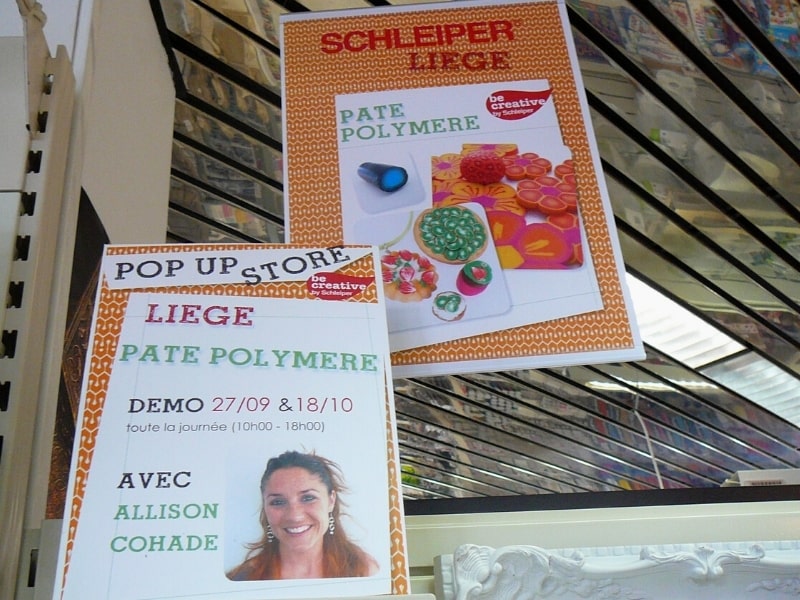 SCHLEIPER
LIEGE
PATE
POLYMERE
be
creative
by Schleiper
POP UP STORE
be
creative
by Schleiper
LIEGE
PATE POLYMERE
DEMO 27/09 &18/10
toute la journée (10h00 - 18h00)
AVEC
ALLISON
COHADE